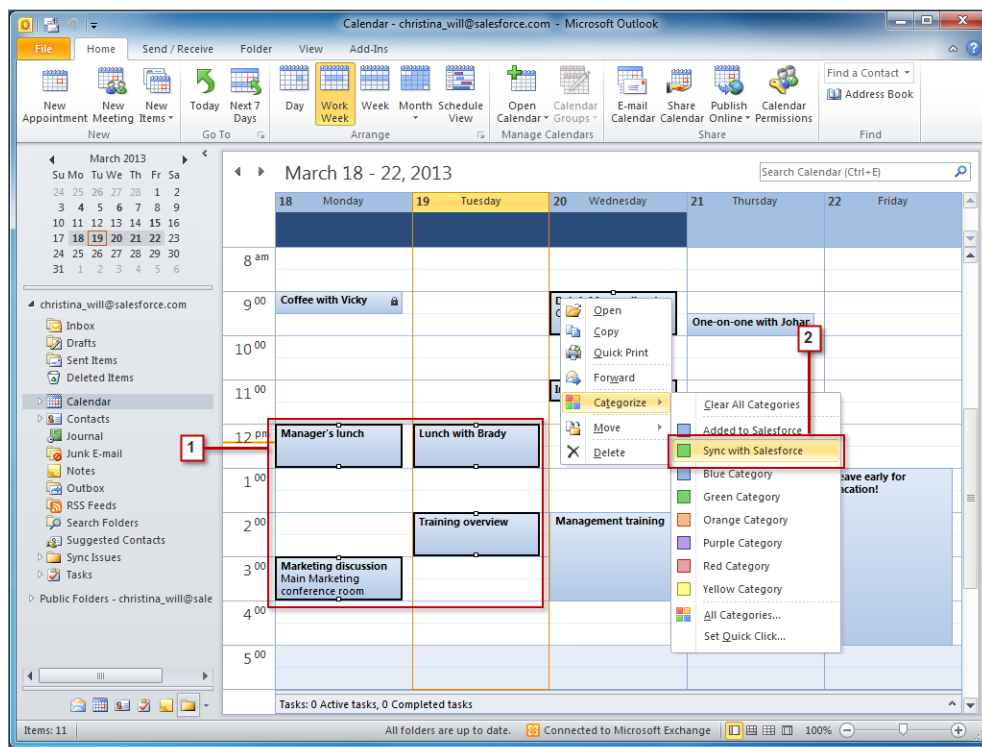 Calendar - christina_will@salesforce.com - Microsoft Outlook
File Home Send / Receive Folder View Add-Ins
New Appointment
New Meeting
New Items
New
Today
Next 7 Days
Go To
Day
Work Week
Week
Month
Schedule View
Arrange
Open Calendar
Calendar Groups
Manage Calendars
E-mail Calendar
Share Calendar
Publish Online
Calendar Permissions
Share
Find a Contact
Address Book
Find
March 2013
Su Mo Tu We Th Fr Sa
24 25 26 27 28 1 2
3 4 5 6 7 8 9
10 11 12 13 14 15 16
17 18 19 20 21 22 23
24 25 26 27 28 29 30
31 1 2 3 4 5 6
christina_will@salesforce.com
Inbox
Drafts
Sent Items
Deleted Items
Calendar
Contacts
Journal
Junk E-mail
Notes
Outbox
RSS Feeds
Search Folders
Suggested Contacts
Sync Issues
Tasks
Public Folders - christina_will@sale
March 18 - 22, 2013
Search Calendar (Ctrl+E)
18 Monday
19 Tuesday
20 Wednesday
21 Thursday
22 Friday
8 am
9 00
10 00
11 00
12 pm
1 00
2 00
3 00
4 00
5 00
Coffee with Vicky
One-on-one with Johar
Manager's lunch
Lunch with Brady
Training overview
Management training
Marketing discussion
Main Marketing
conference room
eave early for
acation!
1
2
Open
Copy
Quick Print
Forward
Categorize
Move
Delete
Clear All Categories
Added to Salesforce
Sync with Salesforce
Blue Category
Green Category
Orange Category
Purple Category
Red Category
Yellow Category
All Categories...
Set Quick Click...
Tasks: 0 Active tasks, 0 Completed tasks
Items: 11
All folders are up to date.
Connected to Microsoft Exchange
100%